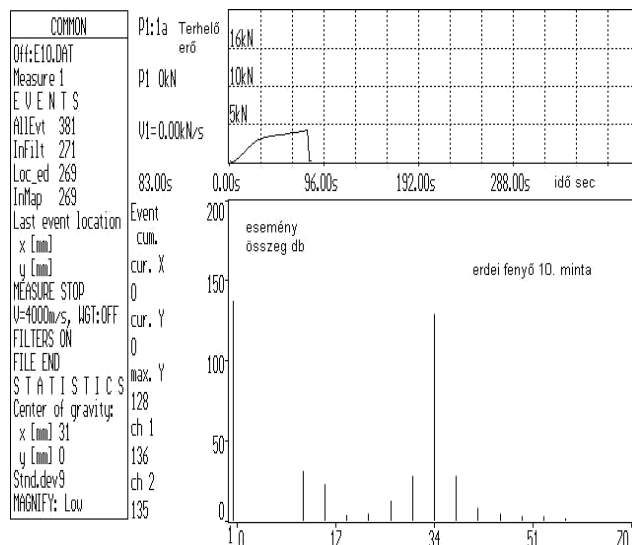 COMMON
Off:E10.DAT
Measure 1
E V E N T S
AllEvt 381
InFilt 271
Loc_ed 269
InMap 269
Last event location
x [mm]
y [mm]
MEASURE STOP
V=4000m/s, WGT:OFF
FILTERS ON
FILE END
S T A T I S T I C S
Center of gravity:
x [mm] 31
y [mm] 0
Stnd.dev9
MAGNIFY: Low
P1:1a Terhelő
erő
P1 0kN
V1=0.00kN/s
83.00s
16kN
10kN
5kN
0.00s 96.00s 192.00s 288.00s idő sec
Event
cum.
cur. X
0
cur. Y
0
max. Y
128
ch 1
136
ch 2
135
200
150
100
50
0
esemény
összeg db
erdei fenyő 10. minta
1 0 17 34 51 70